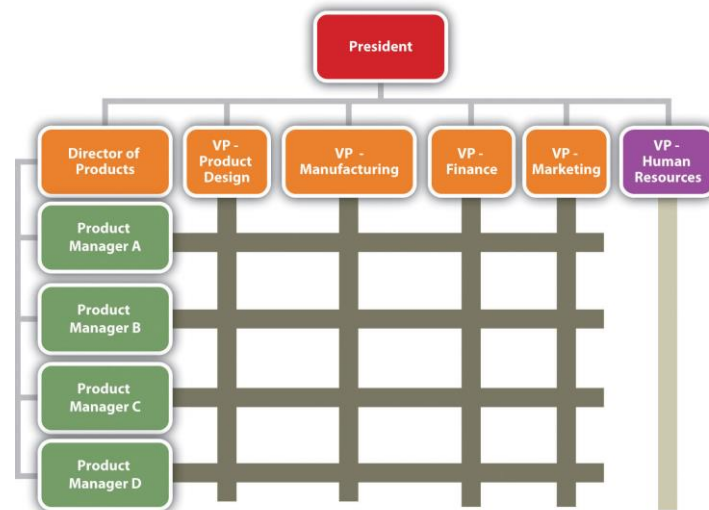 President
Director of
Products
VP -
Product
Design
VP -
Manufacturing
VP -
Finance
VP -
Marketing
VP -
Human
Resources
Product
Manager A
Product
Manager B
Product
Manager C
Product
Manager D